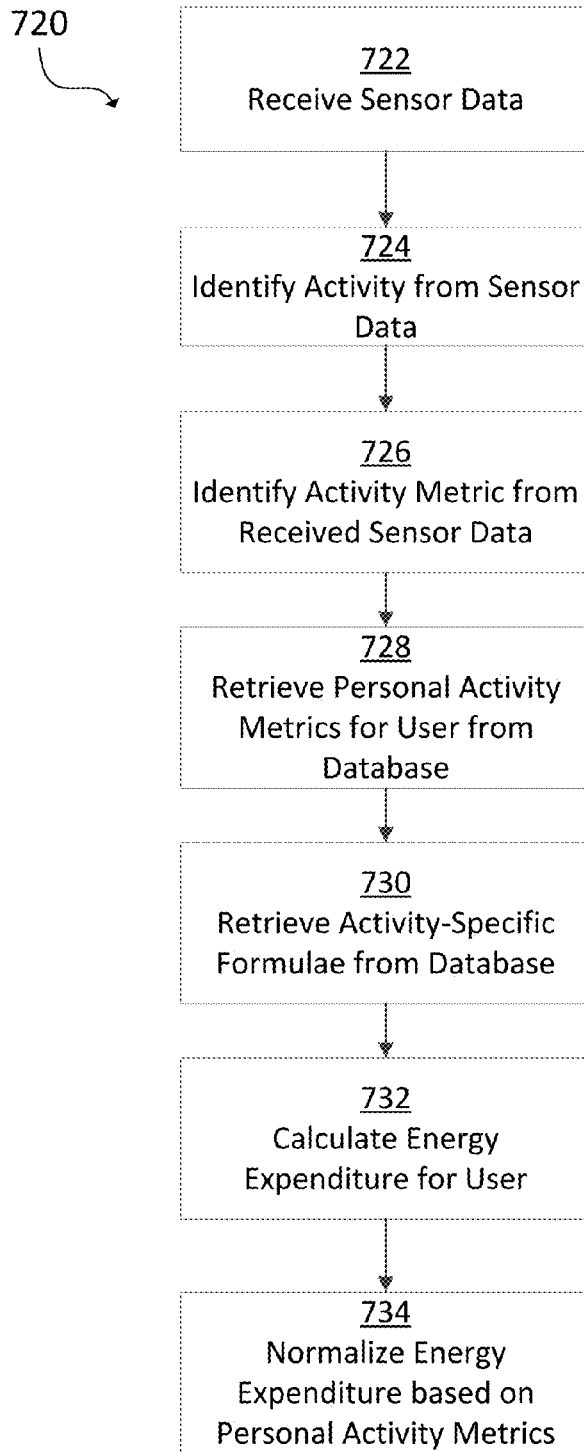 720
722
Receive Sensor Data
724
Identify Activity from Sensor
Data
726
Identify Activity Metric from
Received Sensor Data
728
Retrieve Personal Activity
Metrics for User from
Database
730
Retrieve Activity-Specific
Formulae from Database
732
Calculate Energy
Expenditure for User
734
Normalize Energy
Expenditure based on
Personal Activity Metrics